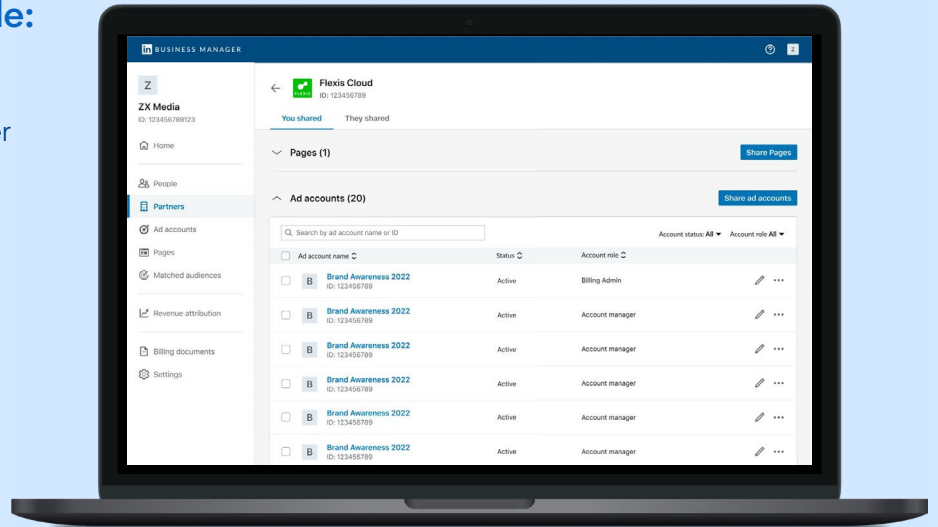 le:
er
in BUSINESS MANAGER
Z
Z
ZX Media
ID: 123456789123
Home
People
Partners
Ad accounts
Pages
Matched audiences
Revenue attribution
Billing documents
Settings
FLEXIS
Flexis Cloud
ID: 123456789
You shared They shared
Pages (1) Share Pages
Ad accounts (20) Share ad accounts
Search by ad account name or ID Account status: All Account role All
Ad account name Status Account role
B Brand Awareness 2022 Active Billing Admin
ID: 123456789
B Brand Awareness 2022 Active Account manager
ID: 123456789
B Brand Awareness 2022 Active Account manager
ID: 123456789
B Brand Awareness 2022 Active Account manager
ID: 123456789
B Brand Awareness 2022 Active Account manager
ID: 123456789
B Brand Awareness 2022 Active Account manager
ID: 123456789